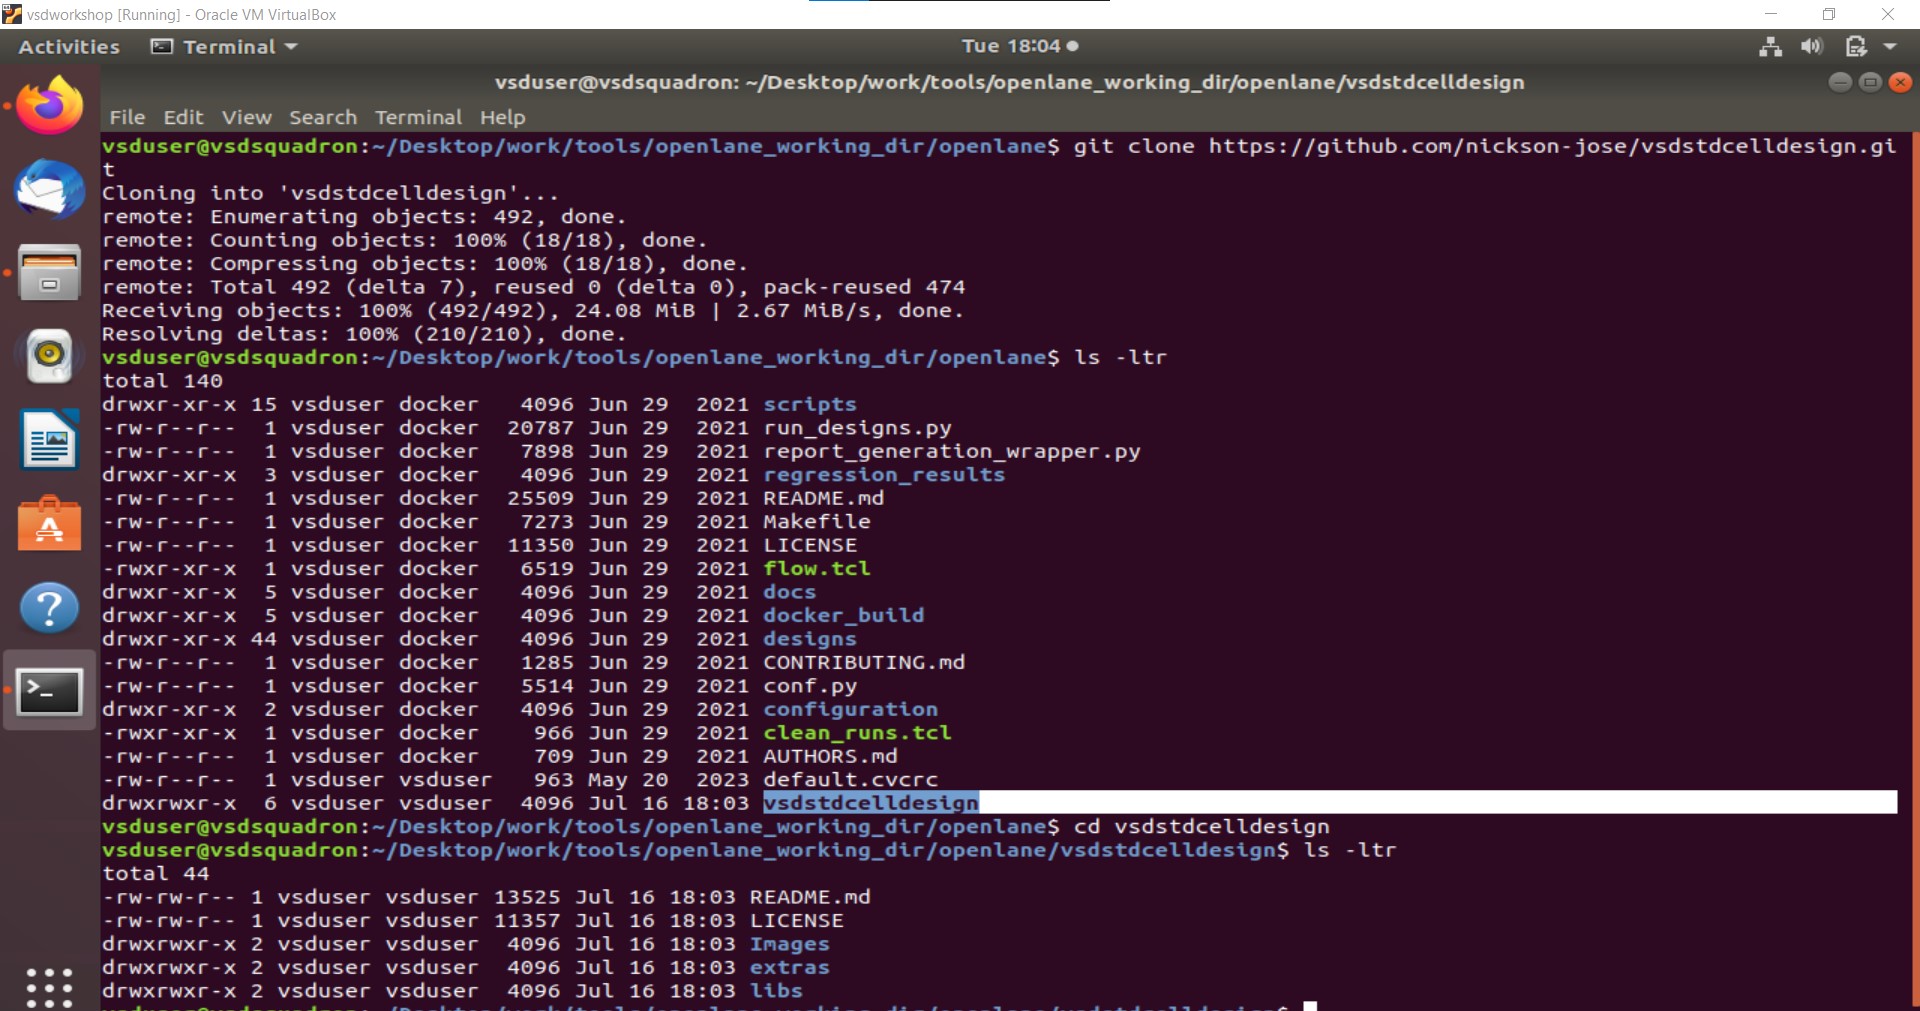 vsdworkshop [Running] - Oracle VM VirtualBox
Activities Terminal Tue 18:04
vsduser@vsdsquadron: ~/Desktop/work/tools/openlane_working_dir/openlane/vsdstdcelldesign
File Edit View Search Terminal Help
vsduser@vsdsquadron:~/Desktop/work/tools/openlane_working_dir/openlane$ git clone https://github.com/nickson-jose/vsdstdcelldesign.gi
t
Cloning into 'vsdstdcelldesign'...
remote: Enumerating objects: 492, done.
remote: Counting objects: 100% (18/18), done.
remote: Compressing objects: 100% (18/18), done.
remote: Total 492 (delta 7), reused 0 (delta 0), pack-reused 474
Receiving objects: 100% (492/492), 24.08 MiB | 2.67 MiB/s, done.
Resolving deltas: 100% (210/210), done.
vsduser@vsdsquadron:~/Desktop/work/tools/openlane_working_dir/openlane$ ls -ltr
total 140
drwxr-xr-x 15 vsduser docker   4096 Jun 29  2021 scripts
-rw-r--r--  1 vsduser docker  20787 Jun 29  2021 run_designs.py
-rw-r--r--  1 vsduser docker   7898 Jun 29  2021 report_generation_wrapper.py
drwxr-xr-x  3 vsduser docker   4096 Jun 29  2021 regression_results
-rw-r--r--  1 vsduser docker  25509 Jun 29  2021 README.md
-rw-r--r--  1 vsduser docker   7273 Jun 29  2021 Makefile
-rw-r--r--  1 vsduser docker  11350 Jun 29  2021 LICENSE
-rwxr-xr-x  1 vsduser docker   6519 Jun 29  2021 flow.tcl
drwxr-xr-x  5 vsduser docker   4096 Jun 29  2021 docs
drwxr-xr-x  5 vsduser docker   4096 Jun 29  2021 docker_build
drwxr-xr-x 44 vsduser docker   4096 Jun 29  2021 designs
-rw-r--r--  1 vsduser docker   1285 Jun 29  2021 CONTRIBUTING.md
-rw-r--r--  1 vsduser docker   5514 Jun 29  2021 conf.py
drwxr-xr-x  2 vsduser docker   4096 Jun 29  2021 configuration
-rwxr-xr-x  1 vsduser docker    966 Jun 29  2021 clean_runs.tcl
-rw-r--r--  1 vsduser docker    709 Jun 29  2021 AUTHORS.md
-rw-r--r--  1 vsduser vsduser   963 May 20  2023 default.cvcrc
drwxrwxr-x  6 vsduser vsduser  4096 Jul 16 18:03 vsdstdcelldesign
vsduser@vsdsquadron:~/Desktop/work/tools/openlane_working_dir/openlane$ cd vsdstdcelldesign
vsduser@vsdsquadron:~/Desktop/work/tools/openlane_working_dir/openlane/vsdstdcelldesign$ ls -ltr
total 44
-rw-rw-r-- 1 vsduser vsduser 13525 Jul 16 18:03 README.md
-rw-rw-r-- 1 vsduser vsduser 11357 Jul 16 18:03 LICENSE
drwxrwxr-x 2 vsduser vsduser  4096 Jul 16 18:03 Images
drwxrwxr-x 2 vsduser vsduser  4096 Jul 16 18:03 extras
drwxrwxr-x 2 vsduser vsduser  4096 Jul 16 18:03 libs